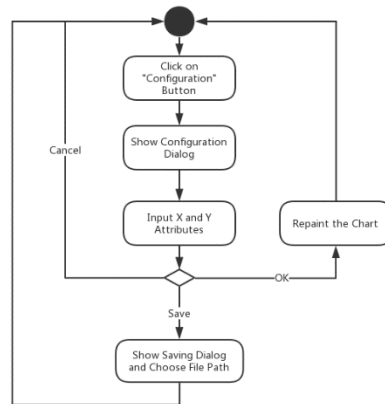 Click on
"Configuration"
Button
Show Configuration
Dialog
Cancel
Input X and Y
Attributes
Repaint the Chart
OK
Save
Show Saving Dialog
and Choose File Path